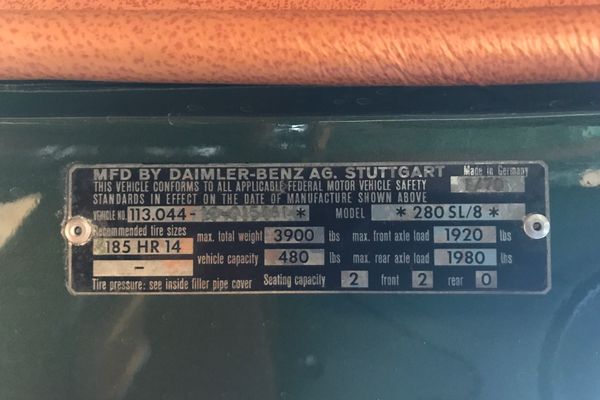 MFD BY DAIMLER-BENZ AG. STUTTGART Made in Germany
THIS VEHICLE CONFORMS TO ALL APPLICABLE FEDERAL MOTOR VEHICLE SAFETY
STANDARDS IN EFFECT ON THE DATE OF MANUFACTURE SHOWN ABOVE
VEHICLE NO. 113.044- * MODEL * 280 SL/8 *
Recommended tire sizes
185 HR 14 max. total weight 3900 lbs max. front axle load 1920 lbs
– vehicle capacity 480 lbs max. rear axle load 1980 lbs
Tire pressure: see inside filler pipe cover Seating capacity 2 front 2 rear 0